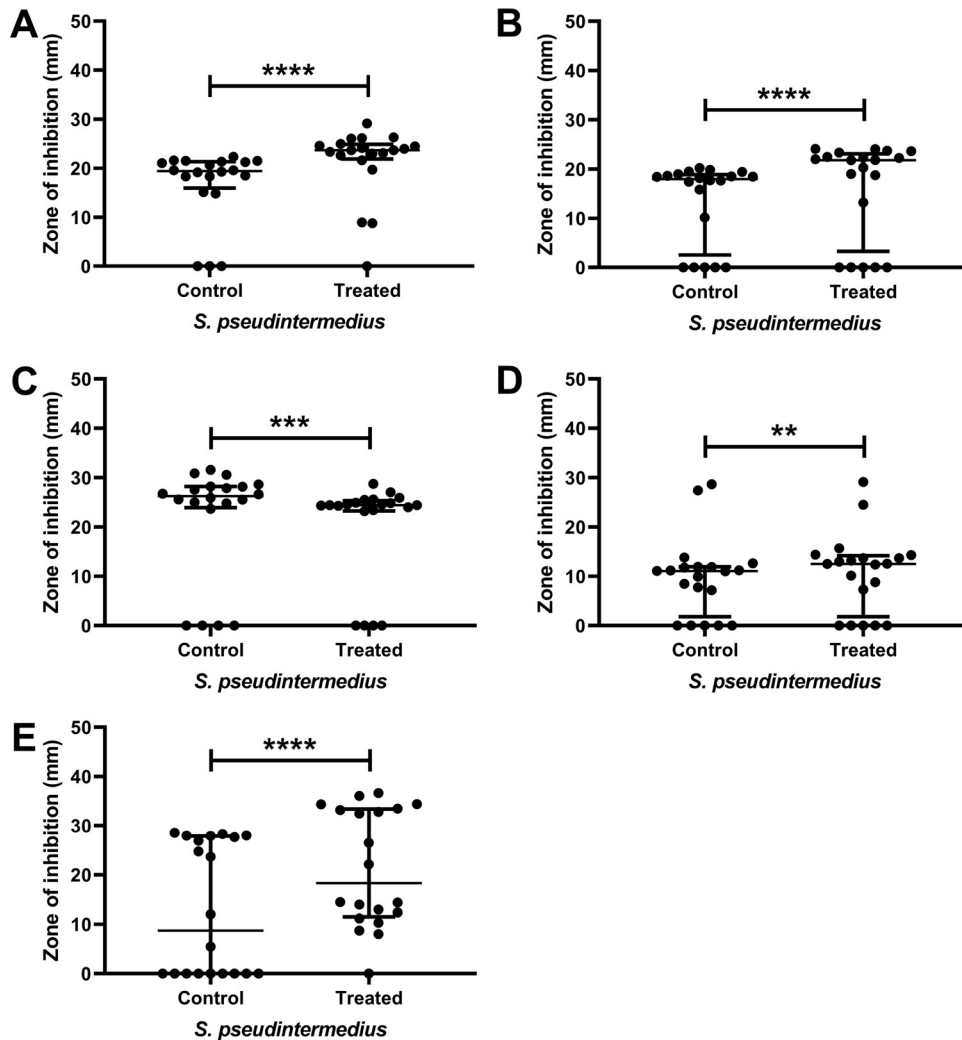 A
Zone of inhibition (mm)
50
40
30
20
10
0
****
Control
Treated
S. pseudintermedius
B
Zone of inhibition (mm)
50
40
30
20
10
0
****
Control
Treated
S. pseudintermedius
C
Zone of inhibition (mm)
50
40
30
20
10
0
***
Control
Treated
S. pseudintermedius
D
Zone of inhibition (mm)
50
40
30
20
10
0
**
Control
Treated
S. pseudintermedius
E
Zone of inhibition (mm)
50
40
30
20
10
0
****
Control
Treated
S. pseudintermedius